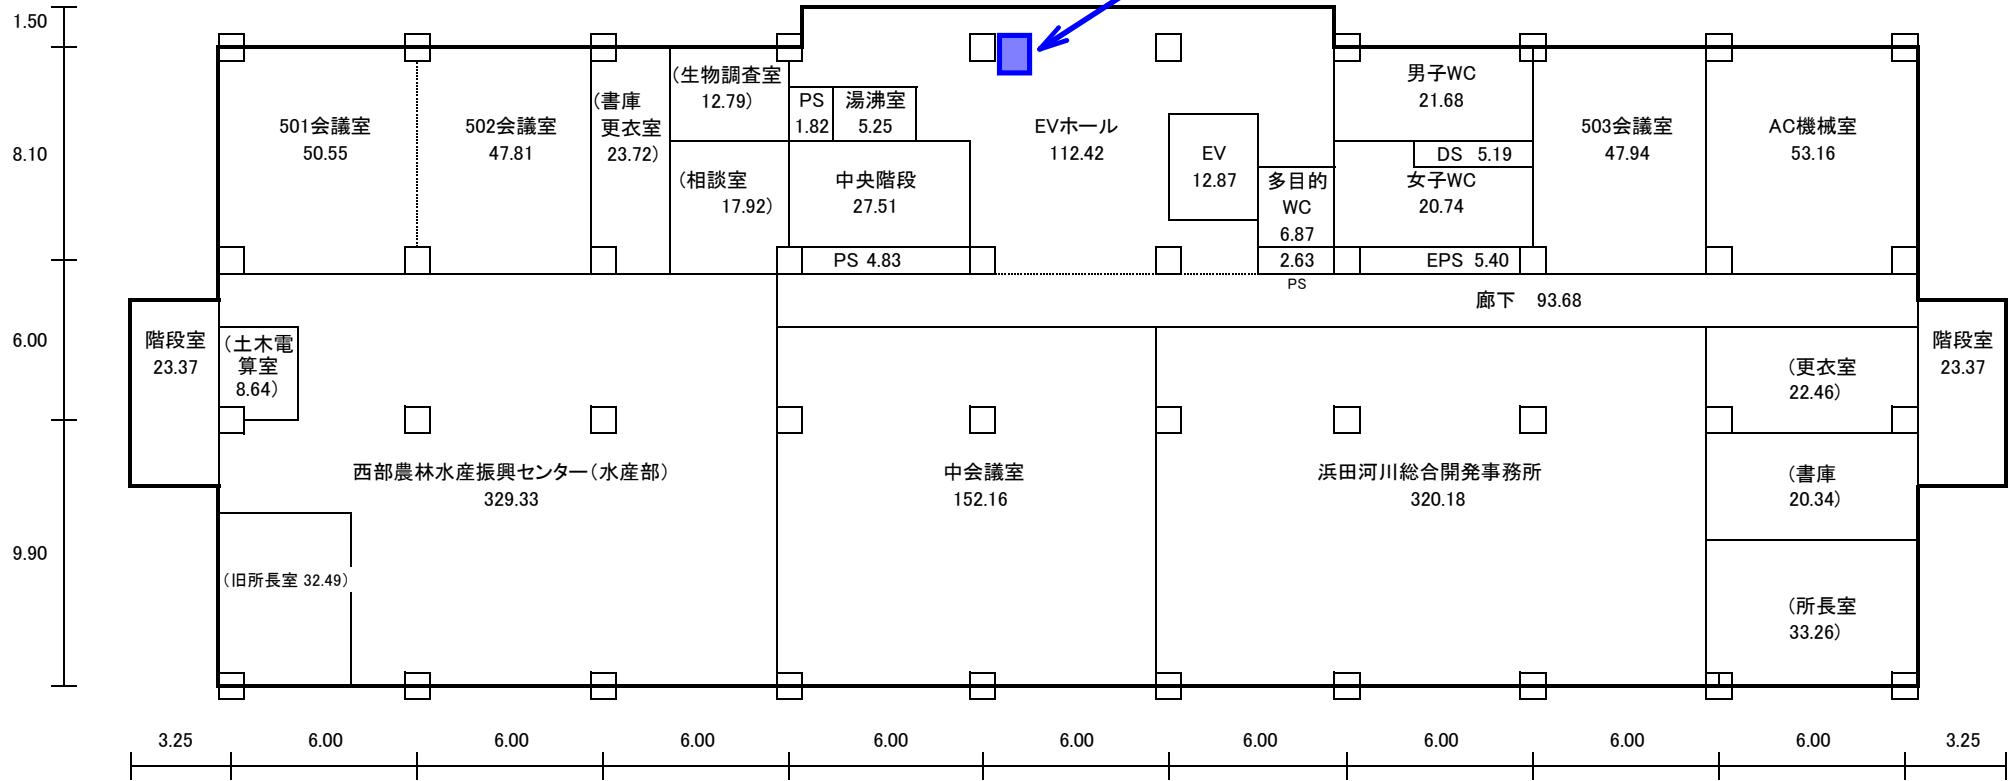 1.50
8.10
6.00
9.90
501会議室
50.55
502会議室
47.81
(書庫
更衣室
23.72)
(生物調査室
12.79)
(相談室
17.92)
PS
1.82
湯沸室
5.25
中央階段
27.51
PS 4.83
EVホール
112.42
EV
12.87
多目的
WC
6.87
2.63
PS
男子WC
21.68
DS 5.19
女子WC
20.74
EPS 5.40
503会議室
47.94
AC機械室
53.16
廊下 93.68
階段室
23.37
(土木電
算室
8.64)
西部農林水産振興センター(水産部)
329.33
(旧所長室 32.49)
中会議室
152.16
浜田河川総合開発事務所
320.18
(更衣室
22.46)
(書庫
20.34)
(所長室
33.26)
階段室
23.37
3.25 6.00 6.00 6.00 6.00 6.00 6.00 6.00 6.00 6.00 3.25